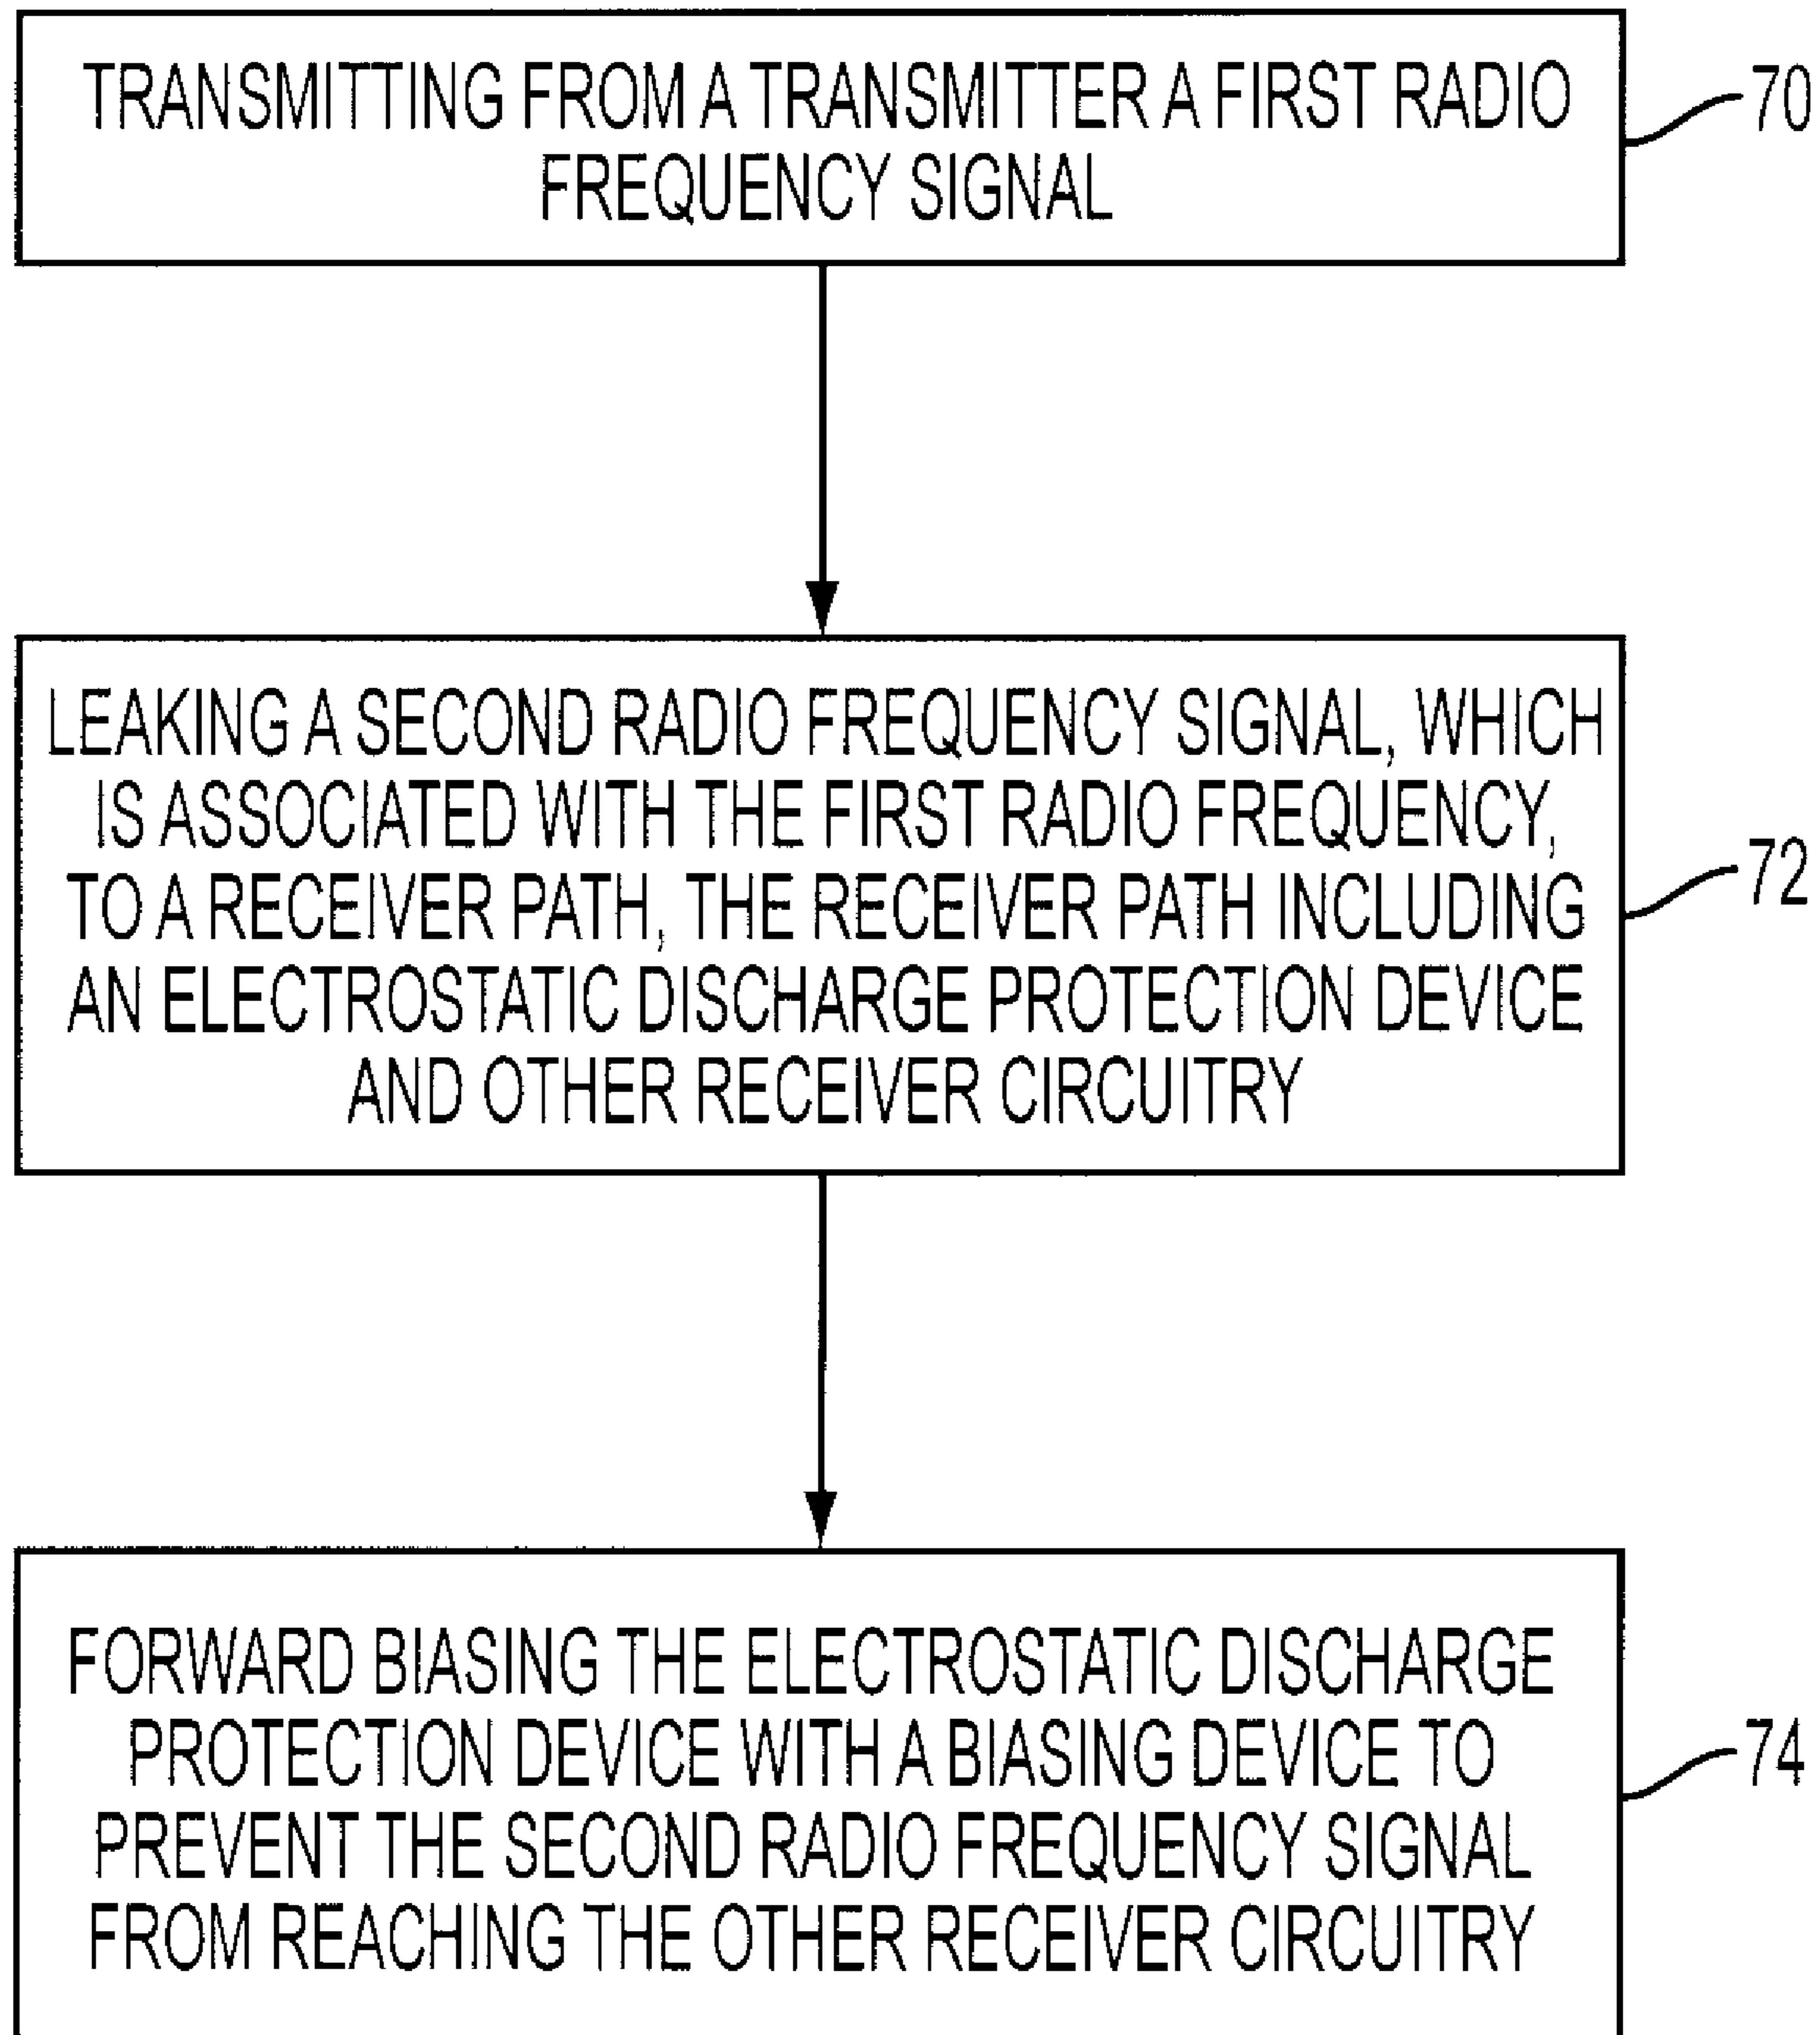 TRANSMITTING FROM A TRANSMITTER A FIRST RADIO
FREQUENCY SIGNAL
70
LEAKING A SECOND RADIO FREQUENCY SIGNAL, WHICH
IS ASSOCIATED WITH THE FIRST RADIO FREQUENCY,
TO A RECEIVER PATH, THE RECEIVER PATH INCLUDING
AN ELECTROSTATIC DISCHARGE PROTECTION DEVICE
AND OTHER RECEIVER CIRCUITRY
72
FORWARD BIASING THE ELECTROSTATIC DISCHARGE
PROTECTION DEVICE WITH A BIASING DEVICE TO
PREVENT THE SECOND RADIO FREQUENCY SIGNAL
FROM REACHING THE OTHER RECEIVER CIRCUITRY
74